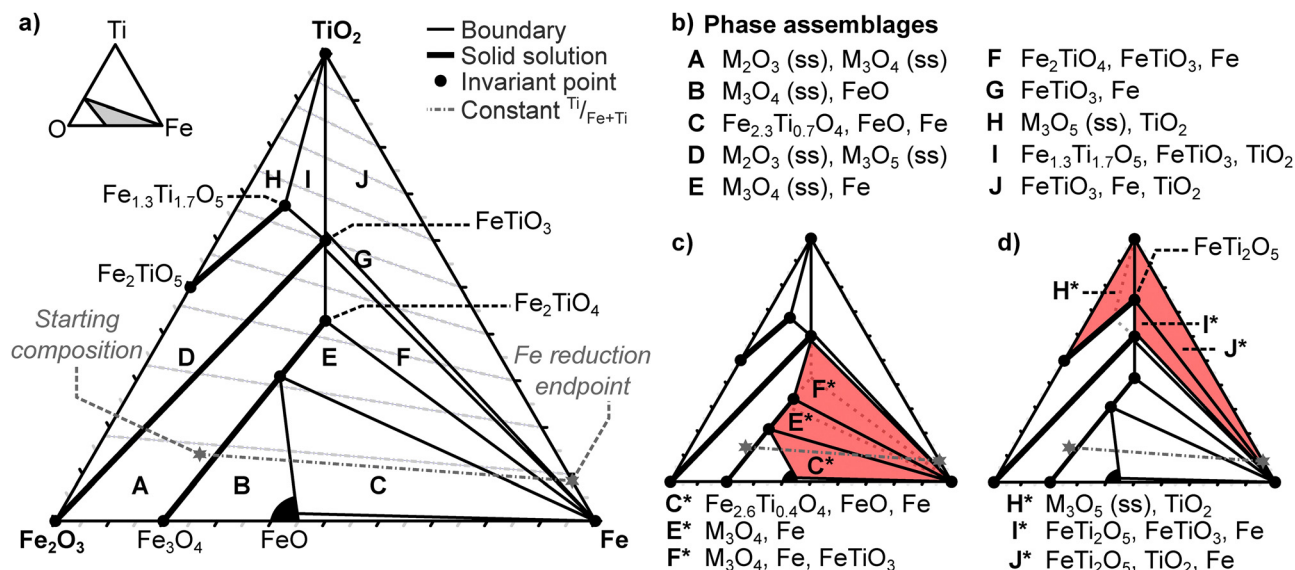 a)
TiO₂
Ti
O
Fe
Boundary
Solid solution
Invariant point
Constant Ti/Fe+Ti
H
I
J
Fe₁.₃Ti₁.₇O₅
FeTiO₃
G
Fe₂TiO₅
Fe₂TiO₄
Starting
composition
D
E
F
Fe reduction
endpoint
A
B
C
Fe₂O₃
Fe₃O₄
FeO
Fe
b) Phase assemblages
A M₂O₃ (ss), M₃O₄ (ss)
B M₃O₄ (ss), FeO
C Fe₂.₃Ti₀.₇O₄, FeO, Fe
D M₂O₃ (ss), M₃O₅ (ss)
E M₃O₄ (ss), Fe
F Fe₂TiO₄, FeTiO₃, Fe
G FeTiO₃, Fe
H M₃O₅ (ss), TiO₂
I Fe₁.₃Ti₁.₇O₅, FeTiO₃, TiO₂
J FeTiO₃, Fe, TiO₂
c)
F*
E*
C*
C* Fe₂.₆Ti₀.₄O₄, FeO, Fe
E* M₃O₄, Fe
F* M₃O₄, Fe, FeTiO₃
d)
FeTi₂O₅
H*
I*
J*
H* M₃O₅ (ss), TiO₂
I* FeTi₂O₅, FeTiO₃, Fe
J* FeTi₂O₅, TiO₂, Fe